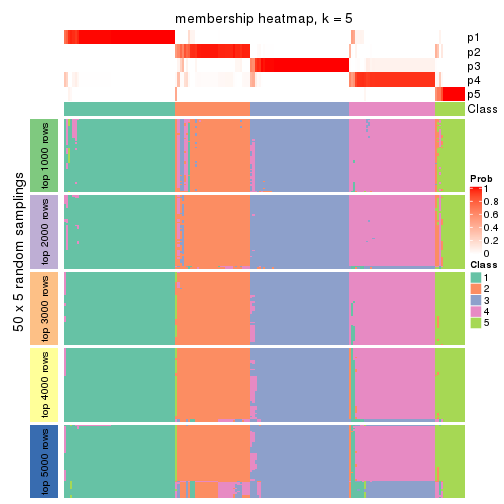 membership heatmap, k = 5
p1
p2
p3
p4
p5
Class
50 x 5 random samplings
top 1000 rows
top 2000 rows
top 3000 rows
top 4000 rows
top 5000 rows
Prob
1
0.8
0.6
0.4
0.2
0
Class
1
2
3
4
5